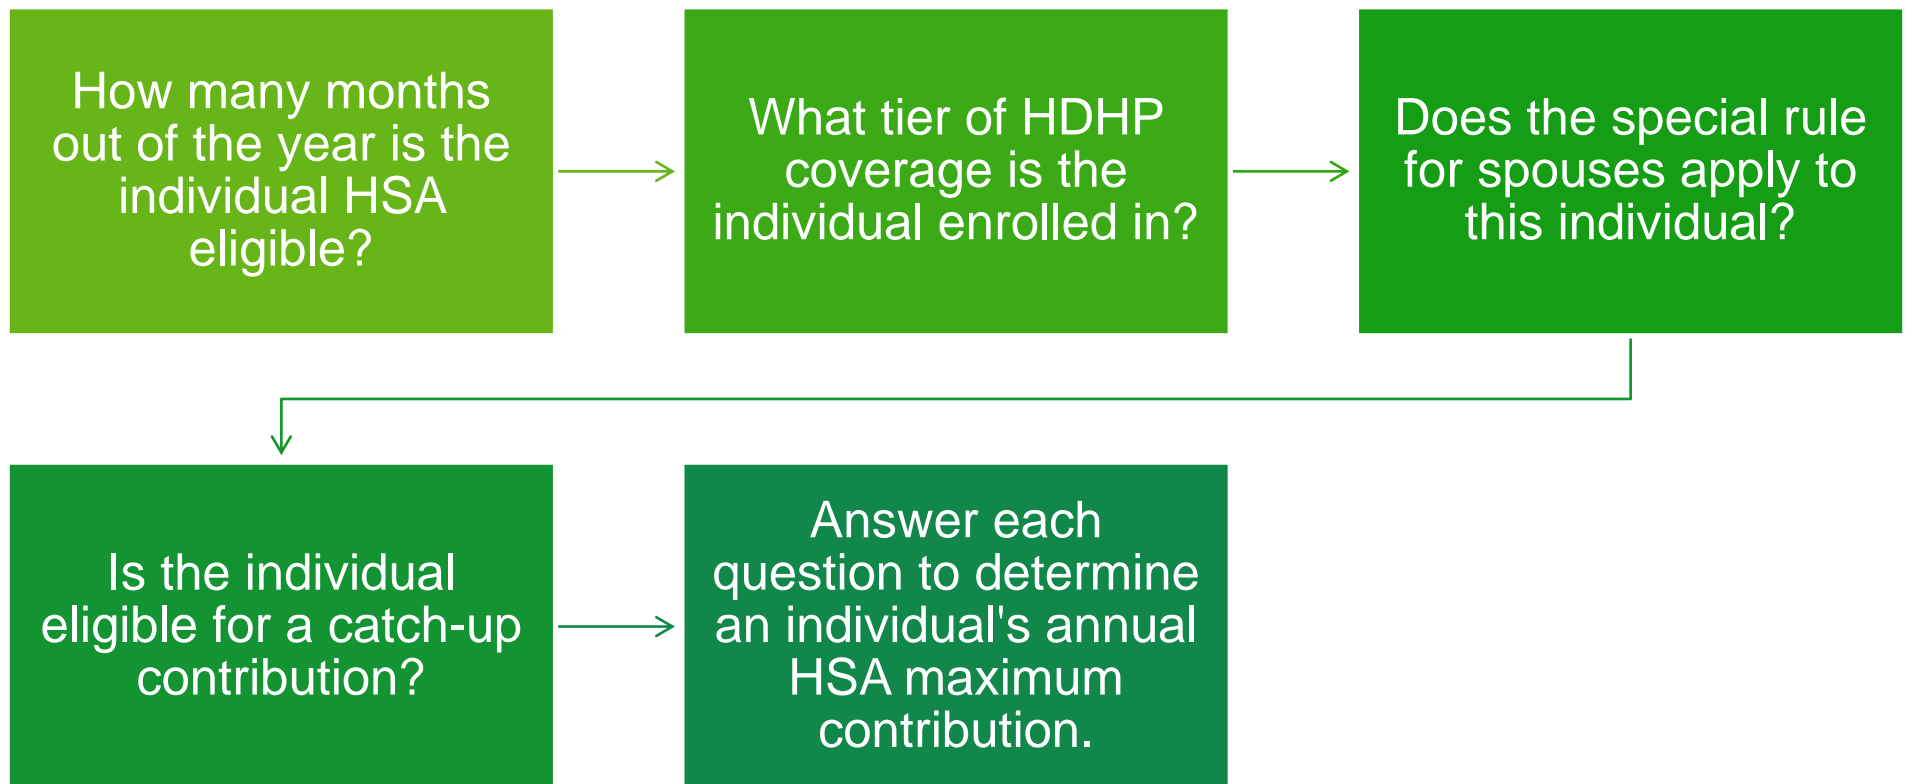 How many months
out of the year is the
individual HSA
eligible?
What tier of HDHP
coverage is the
individual enrolled in?
Does the special rule
for spouses apply to
this individual?
Is the individual
eligible for a catch-up
contribution?
Answer each
question to determine
an individual's annual
HSA maximum
contribution.